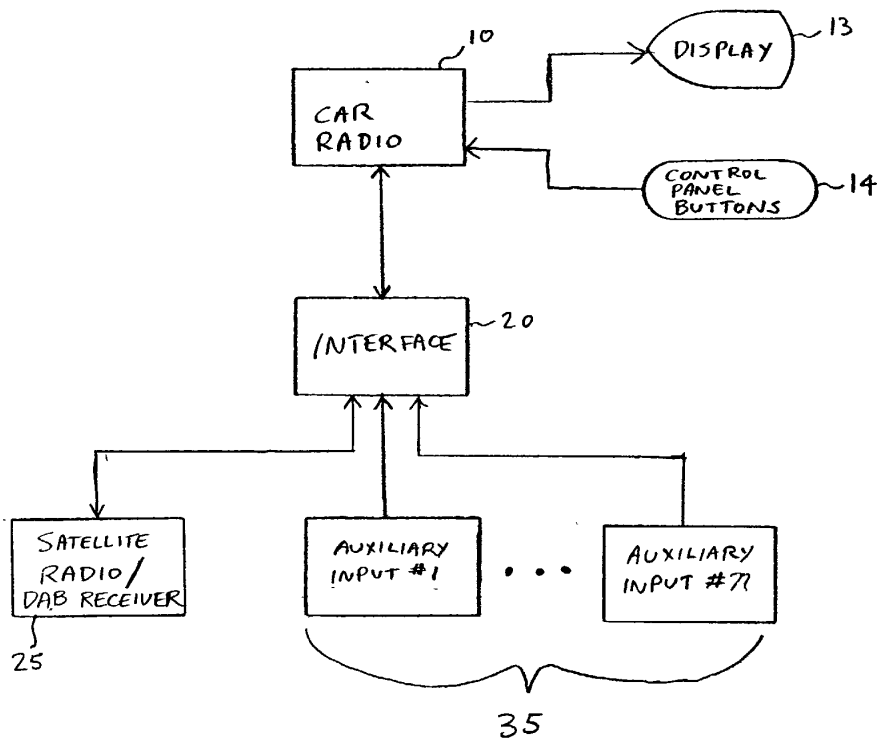 10
CAR
RADIO
DISPLAY
13
CONTROL
PANEL
BUTTONS
14
INTERFACE
20
SATELLITE
RADIO/
DAB RECEIVER
25
AUXILIARY
INPUT #1
• • •
AUXILIARY
INPUT #n
35